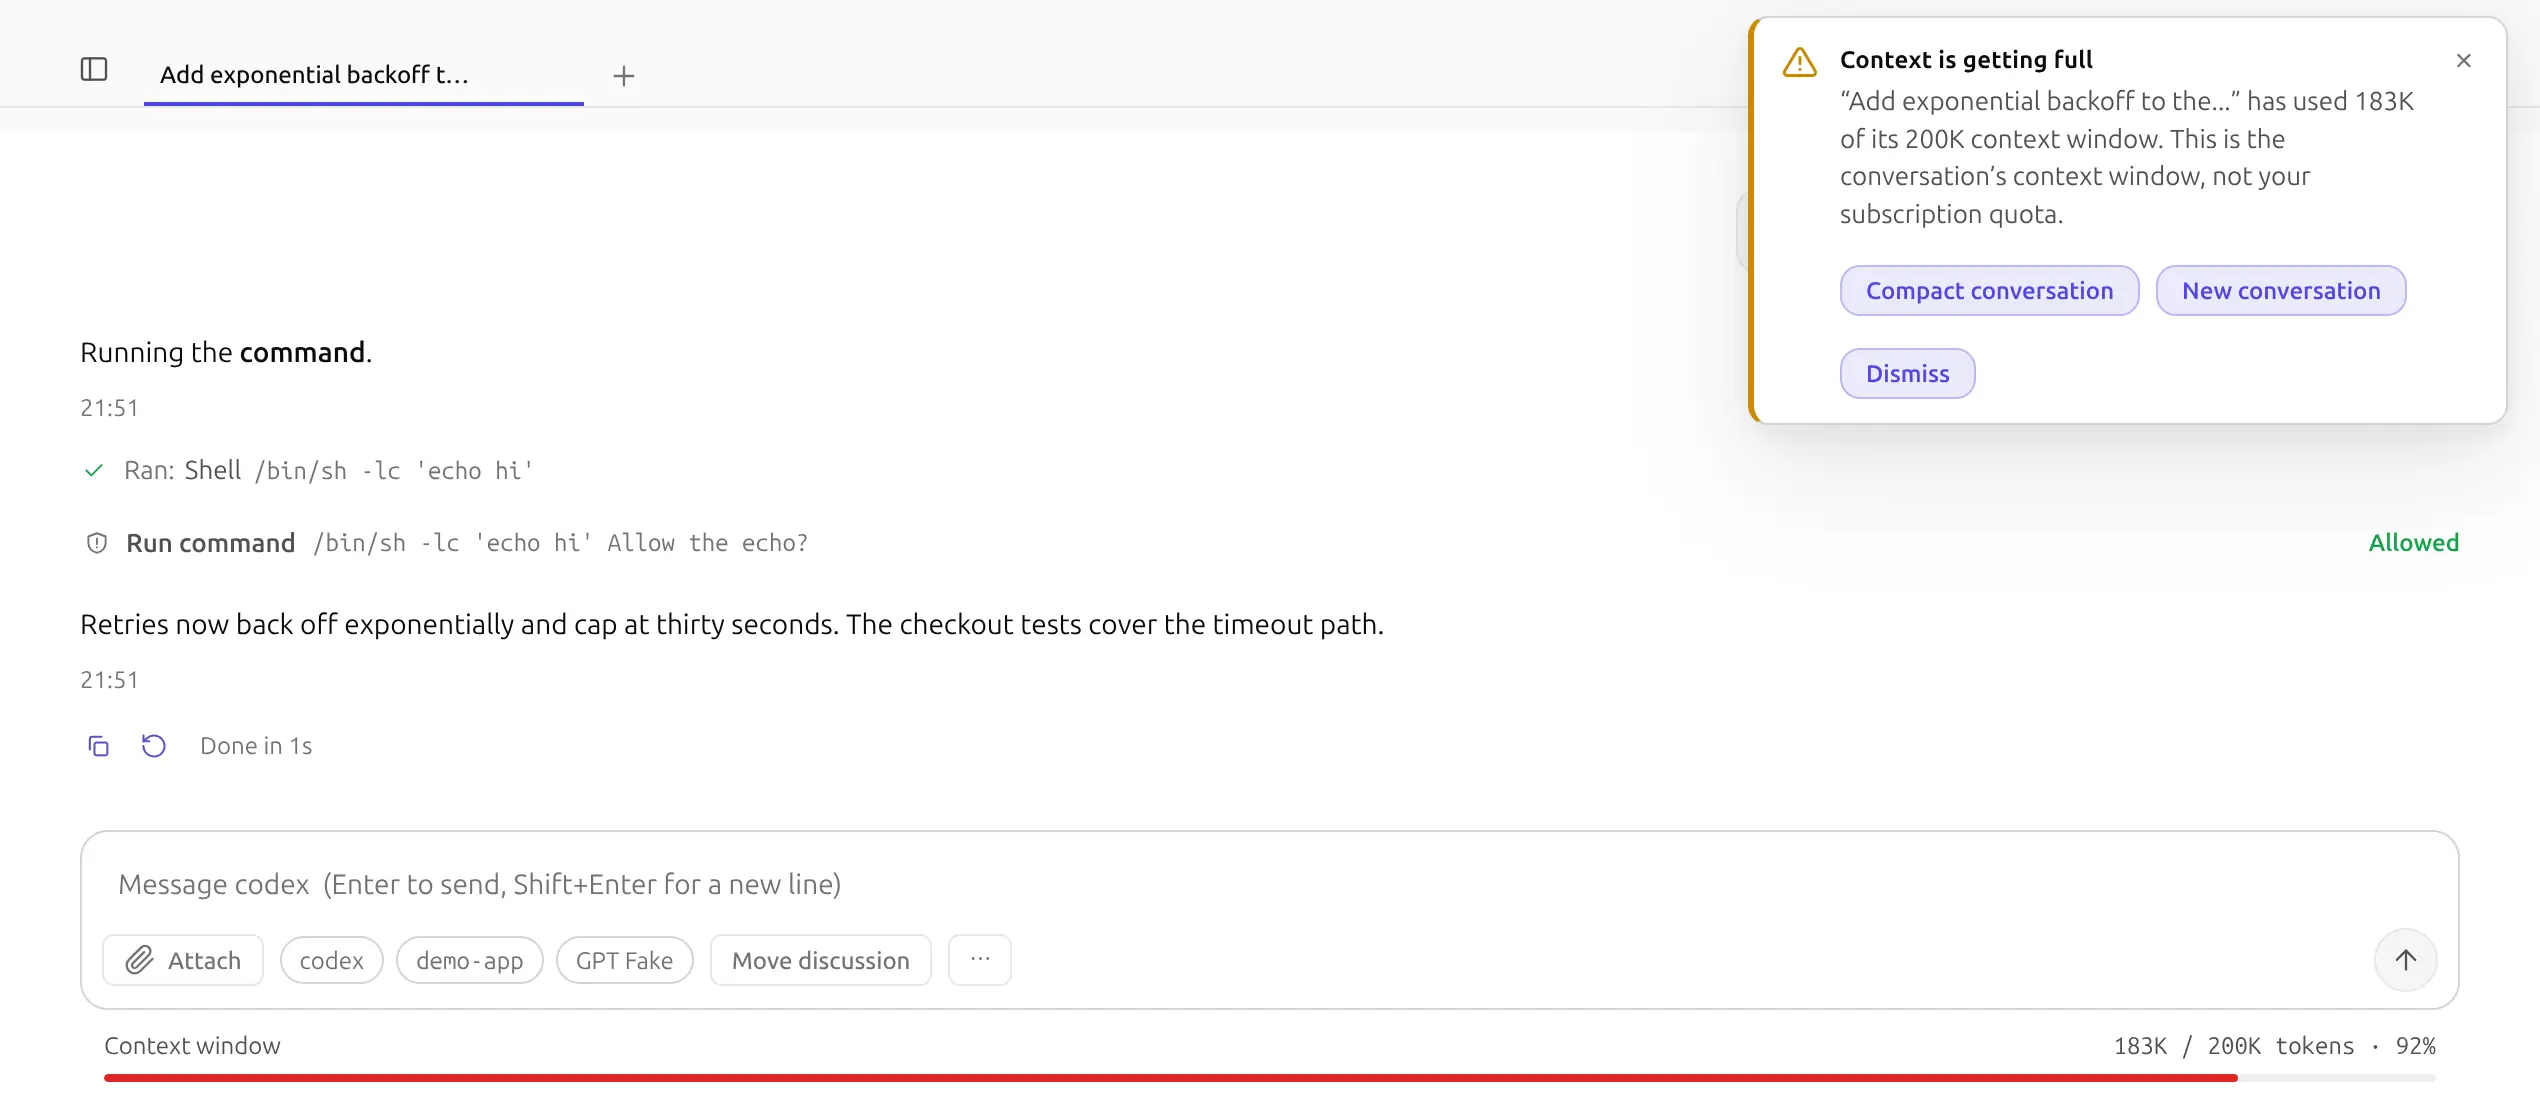 Add exponential backoff t...
Context is getting full
“Add exponential backoff to the...” has used 183K
of its 200K context window. This is the
conversation’s context window, not your
subscription quota.
Compact conversation
New conversation
Dismiss
Running the command.
21:51
Ran: Shell /bin/sh -lc 'echo hi'
Run command /bin/sh -lc 'echo hi' Allow the echo?
Allowed
Retries now back off exponentially and cap at thirty seconds. The checkout tests cover the timeout path.
21:51
Done in 1s
Message codex (Enter to send, Shift+Enter for a new line)
Attach
codex
demo-app
GPT Fake
Move discussion
...
Context window
183K / 200K tokens · 92%